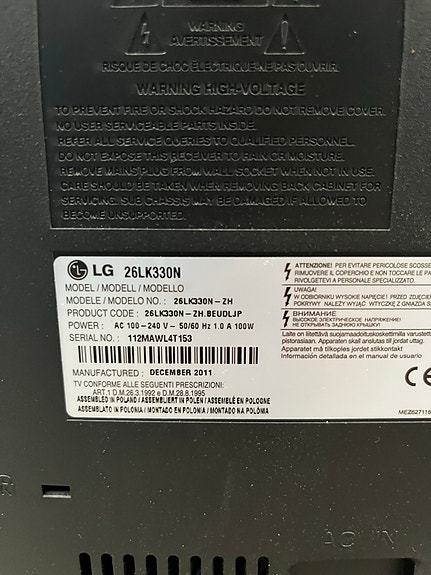 WARNING
AVERTISSEMENT
RISQUE DE CHOC ÉLECTRIQUE-NE PAS OUVRIR.
WARNING HIGH-VOLTAGE
TO PREVENT FIRE OR SHOCK HAZARD DO NOT REMOVE COVER.
NO USER SERVICEABLE PARTS INSIDE.
REFER ALL SERVICE QUERIES TO QUALIFIED PERSONNEL.
DO NOT EXPOSE THIS RECEIVER TO RAIN OR MOISTURE.
REMOVE MAINS PLUG FROM WALL SOCKET WHEN NOT IN USE.
CARE SHOULD BE TAKEN WHEN REMOVING BACK CABINET FOR
SERVICING. SUB CHASSIS MAY BE DAMAGED IF ALLOWED TO
BECOME UNSUPPORTED.
LG 26LK330N
MODEL / MODELL / MODELLO
MODELE / MODELO NO. : 26LK330N-ZH
PRODUCT CODE : 26LK330N-ZH.BEUDLJP
POWER : AC 100-240 V~ 50/60 Hz 1.0 A 100W
SERIAL NO. : 112MAWL4T153
MANUFACTURED : DECEMBER 2011
TV CONFORME ALLE SEGUENTI PRESCRIZIONI:
ART.1 D.M.26.3.1992 e D.M. 28.8.1995
ASSEMBLED IN POLAND / ASSEMBLIERT IN POLEN / ASSEMBLÉ EN POLOGNE
ASSEMBLATO IN POLONIA / MONTADO EN POLONIA / MONTADO NA POLÓNIA
ATTENZIONE! PER EVITARE PERICOLOSE SCOSSE
RIMUOVERE IL COPERCHIO E NON TOCCARE LE PA
RIVOLGETEVI A PERSONALE SPECIALIZZATO.
UWAGA!
W ODBIORNIKU WYSOKIE NAPIĘCIE! PRZED ZDJĘCIE
POKRYWY NALEŻY WYJĄĆ WTYCZKĘ Z GNIAZDA S
ВНИМАНИЕ
ВЫСОКОЕ ЭЛЕКТРИЧЕСКОЕ НАПРЯЖЕНИЕ!
НЕ ОТКРЫВАТЬ ЗАДНЮЮ КРЫШКУ!
Laite on liitettävä suojamaadoituskoskettimilla varustett
pistorasiaan. Apparaten skall anslutas till jordat uttag.
Apparatet må tilkoples jordet stikkontakt
Información detallada en el manual de usuario
CE
MEZ627118
R
AC IN